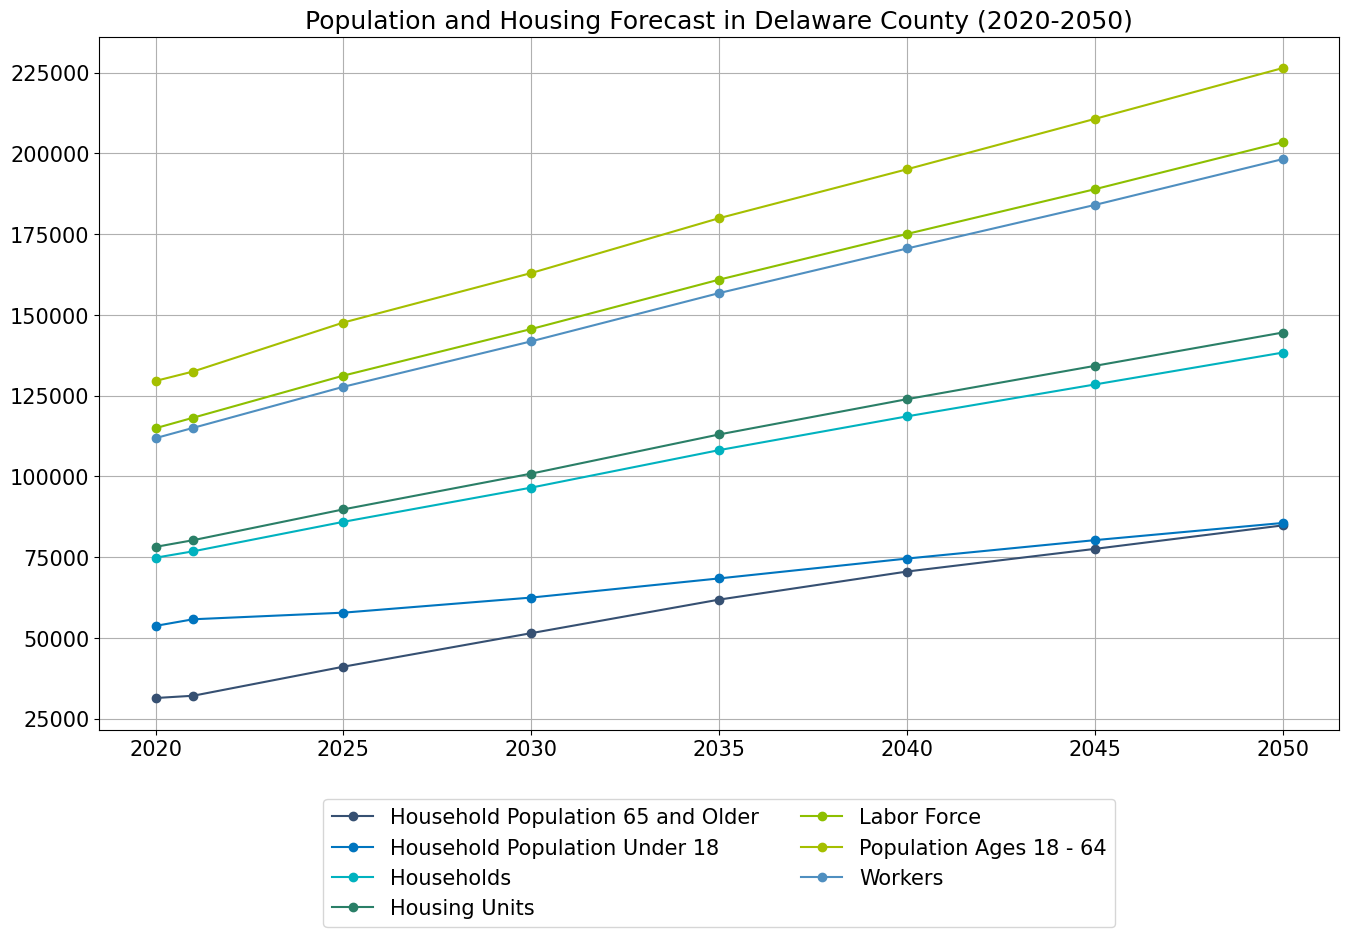 Population and Housing Forecast in Delaware County (2020-2050)
225000
200000
175000
150000
125000
100000
75000
50000
25000
2020 2025 2030 2035 2040 2045 2050
Household Population 65 and Older
Household Population Under 18
Households
Housing Units
Labor Force
Population Ages 18 - 64
Workers